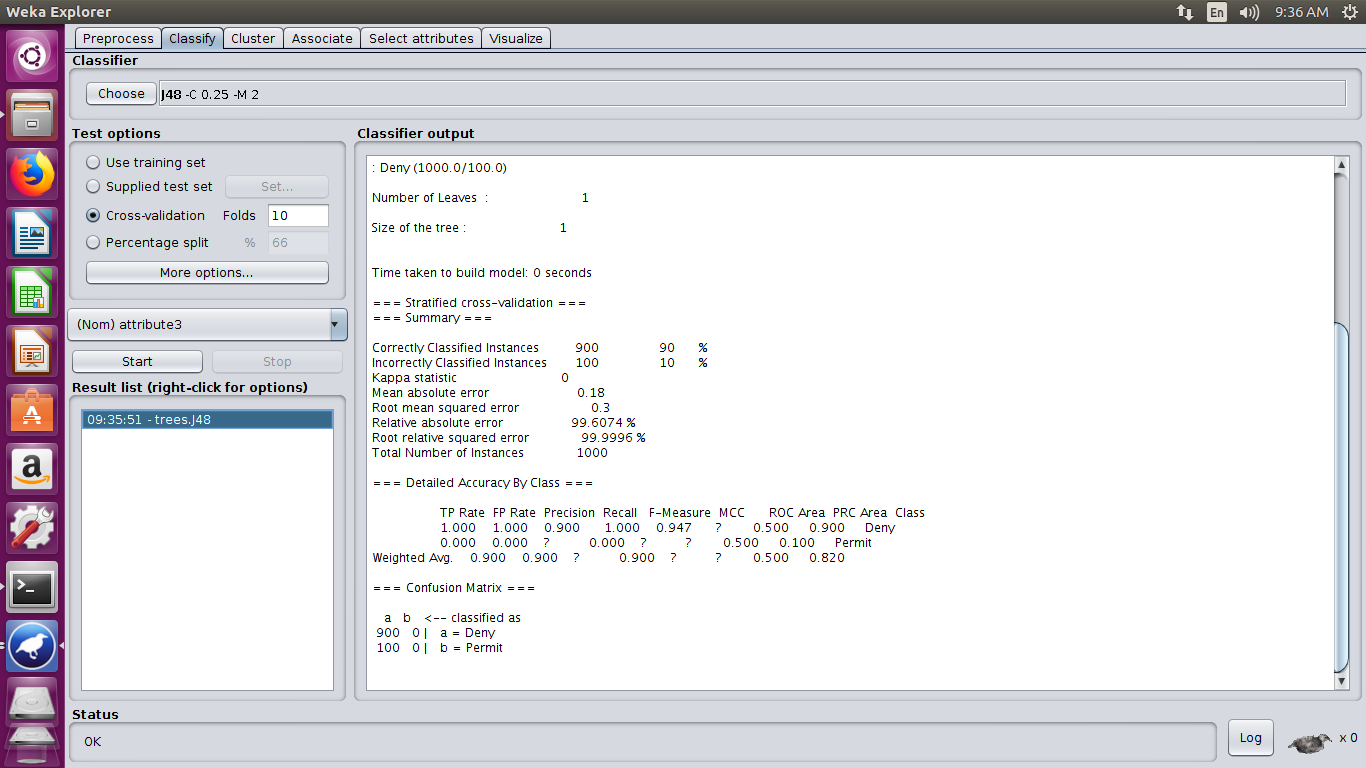 Weka Explorer
En
9:36 AM
Preprocess Classify Cluster Associate Select attributes Visualize
Classifier
Choose J48 -C 0.25 -M 2
Test options
Use training set
Supplied test set Set...
Cross-validation Folds 10
Percentage split % 66
More options...
(Nom) attribute3
Start Stop
Result list (right-click for options)
09:35:51 - trees.J48
Classifier output
: Deny (1000.0/100.0)
Number of Leaves : 1
Size of the tree : 1
Time taken to build model: 0 seconds
=== Stratified cross-validation ===
=== Summary ===
Correctly Classified Instances 900 90 %
Incorrectly Classified Instances 100 10 %
Kappa statistic 0
Mean absolute error 0.18
Root mean squared error 0.3
Relative absolute error 99.6074 %
Root relative squared error 99.9996 %
Total Number of Instances 1000
=== Detailed Accuracy By Class ===
TP Rate FP Rate Precision Recall F-Measure MCC ROC Area PRC Area Class
1.000 1.000 0.900 1.000 0.947 ? 0.500 0.900 Deny
0.000 0.000 ? 0.000 ? ? 0.500 0.100 Permit
Weighted Avg. 0.900 0.900 ? 0.900 ? ? 0.500 0.820
=== Confusion Matrix ===
a b <-- classified as
900 0 | a = Deny
100 0 | b = Permit
Status
OK
Log
x 0